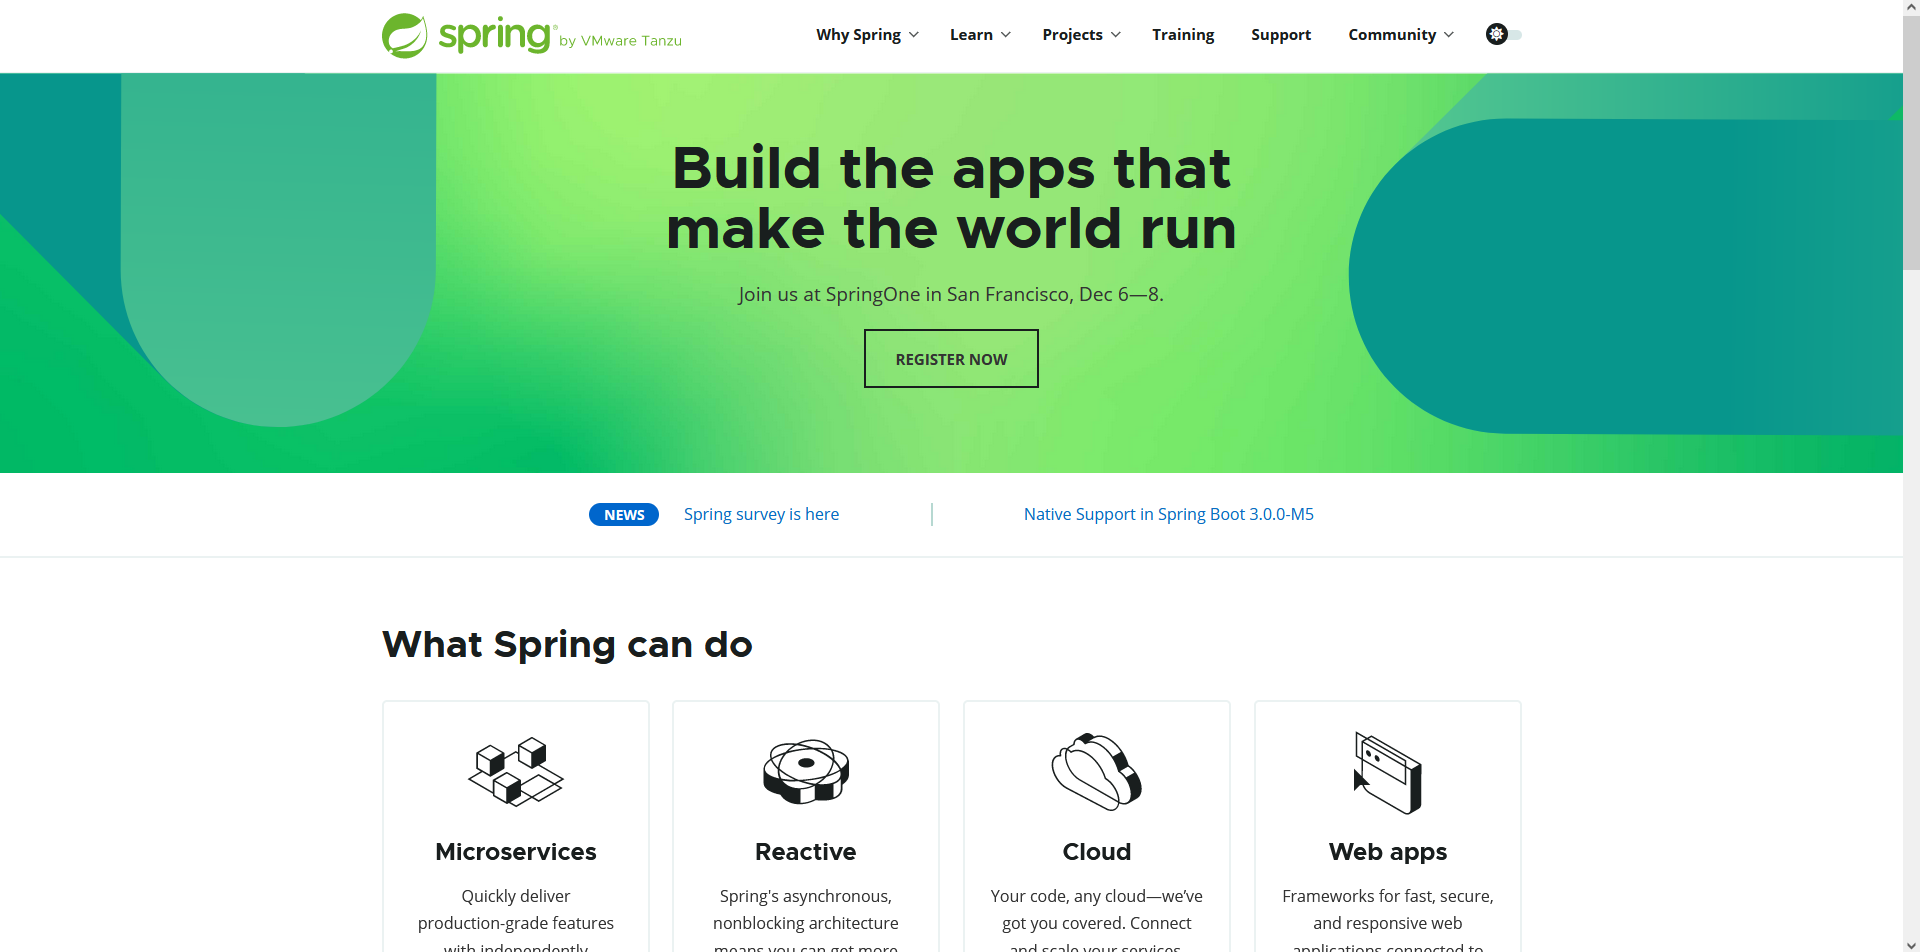 spring by VMware Tanzu
Why Spring
Learn
Projects
Training
Support
Community
Build the apps that
make the world run
Join us at SpringOne in San Francisco, Dec 6—8.
REGISTER NOW
NEWS
Spring survey is here
Native Support in Spring Boot 3.0.0-M5
What Spring can do
Microservices
Quickly deliver
production-grade features
with independently
Reactive
Spring's asynchronous,
nonblocking architecture
means you can get more
Cloud
Your code, any cloud—we’ve
got you covered. Connect
and scale your services
Web apps
Frameworks for fast, secure,
and responsive web
applications connected to